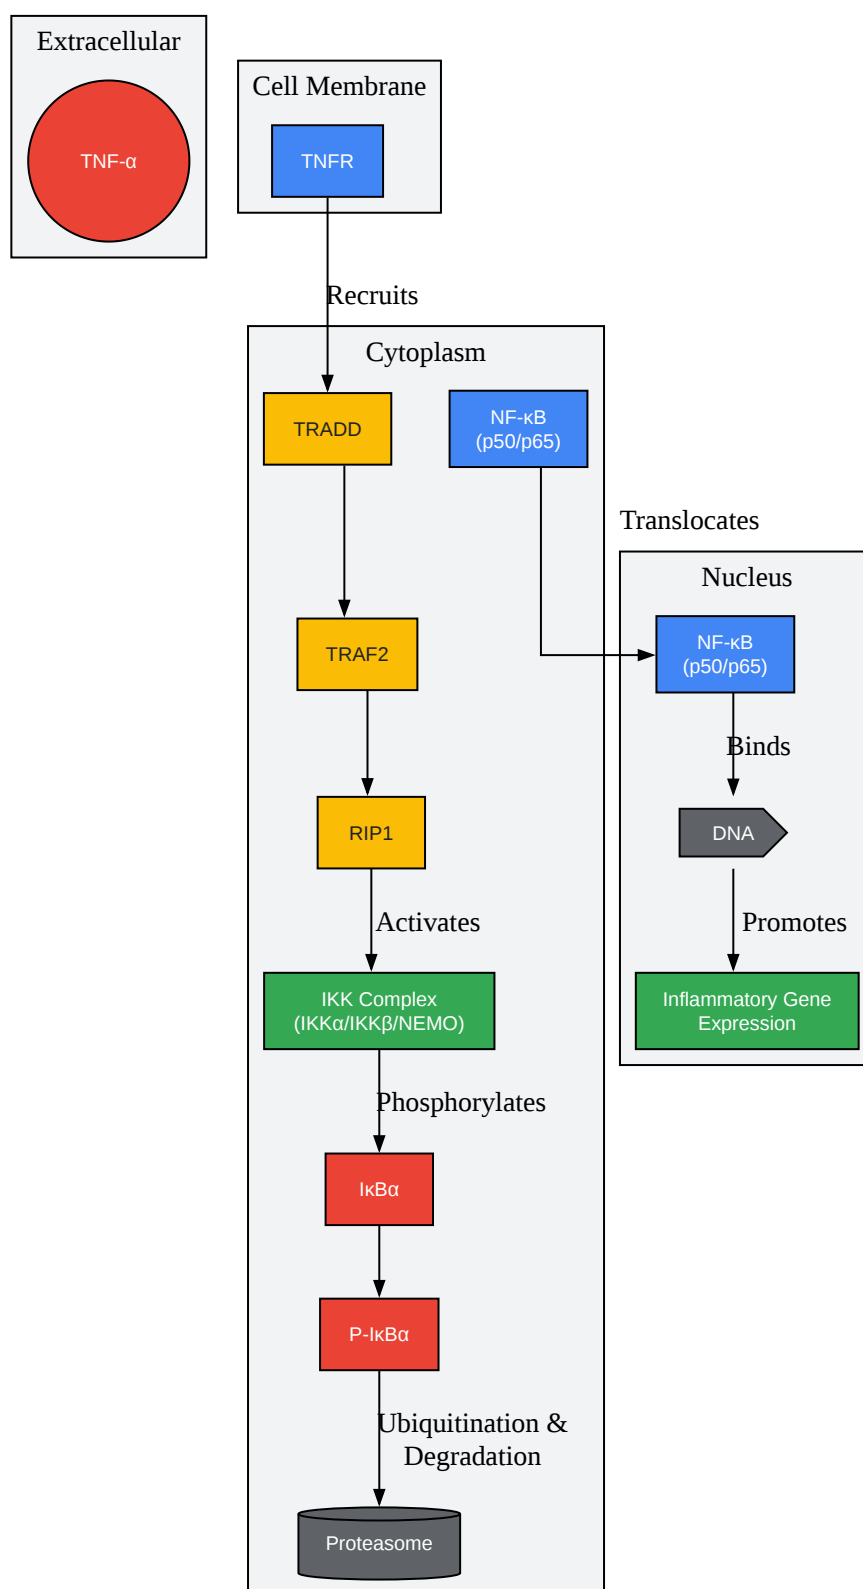 Extracellular
TNF-α
Cell Membrane
TNFR
Recruits
Cytoplasm
TRADD
NF-κB
(p50/p65)
Translocates
Nucleus
TRAF2
NF-κB
(p50/p65)
Binds
RIP1
DNA
Activates
Promotes
IKK Complex
(IKKα/IKKβ/NEMO)
Inflammatory Gene
Expression
Phosphorylates
IκBα
P-IκBα
Ubiquitination &
Degradation
Proteasome